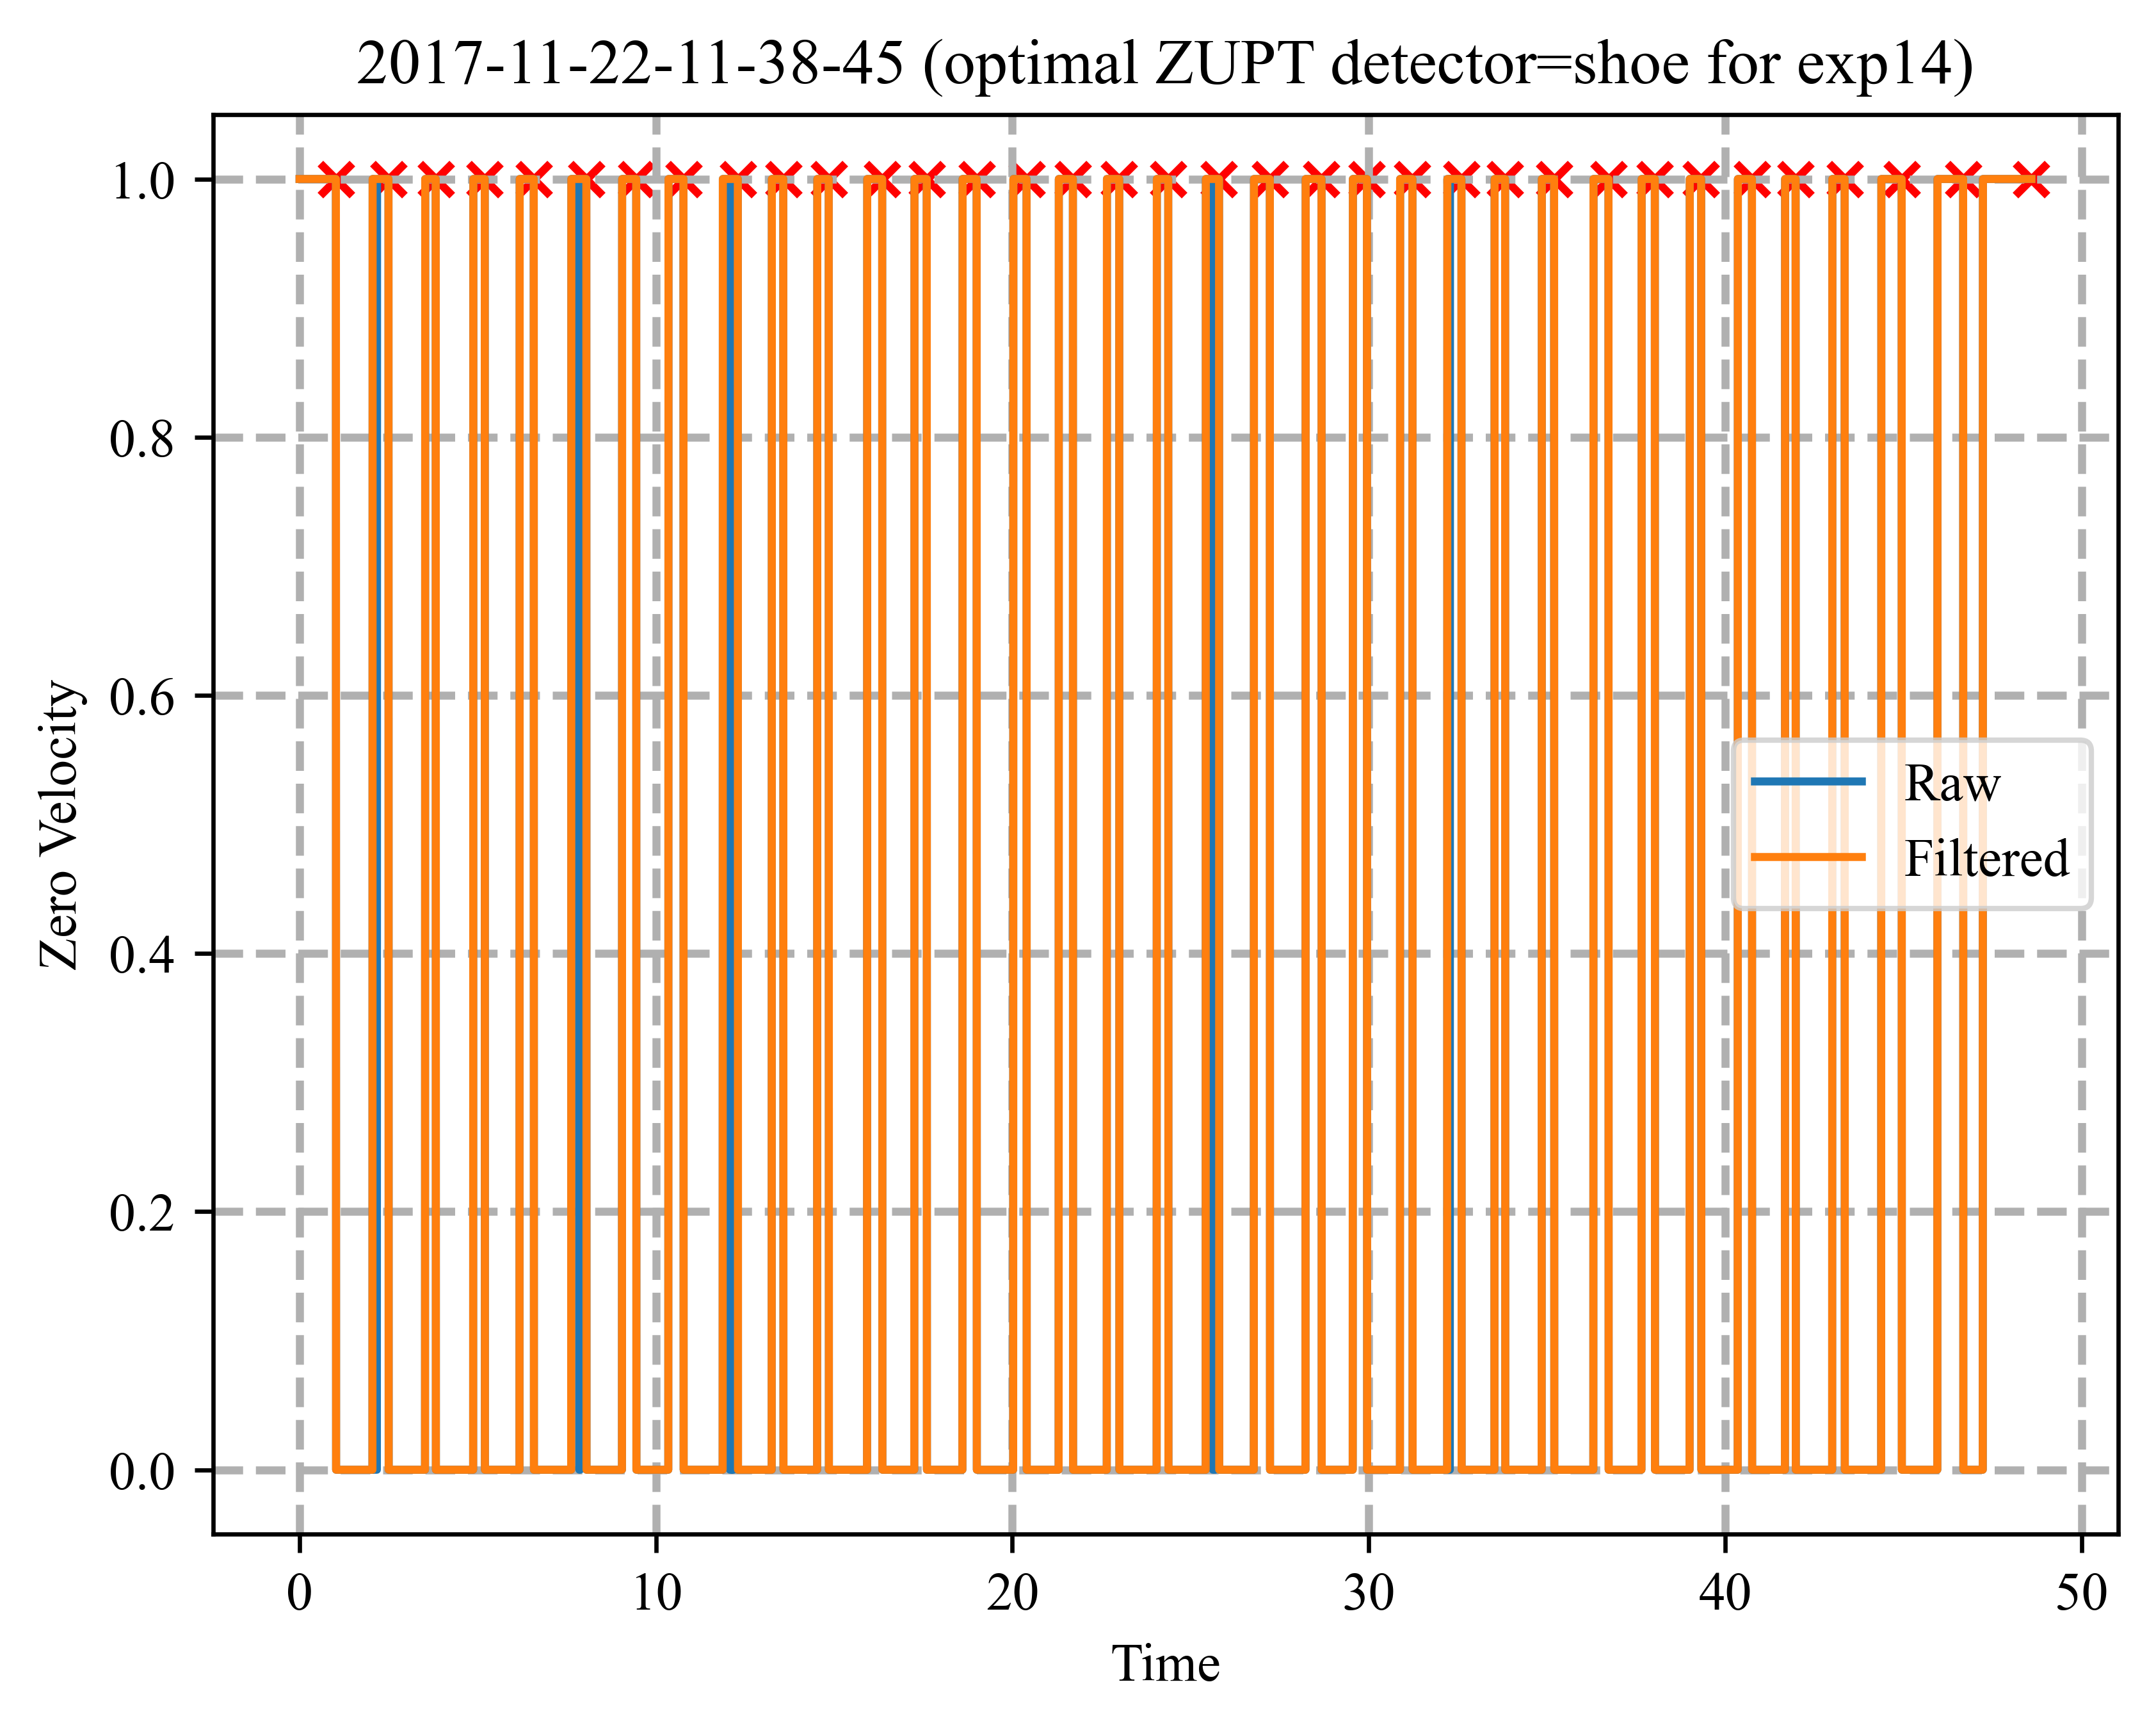 2017-11-22-11-38-45 (optimal ZUPT detector=shoe for exp14)
1.0
0.8
0.6
0.4
0.2
0.0
Zero Velocity
Raw
Filtered
0 10 20 30 40 50
Time